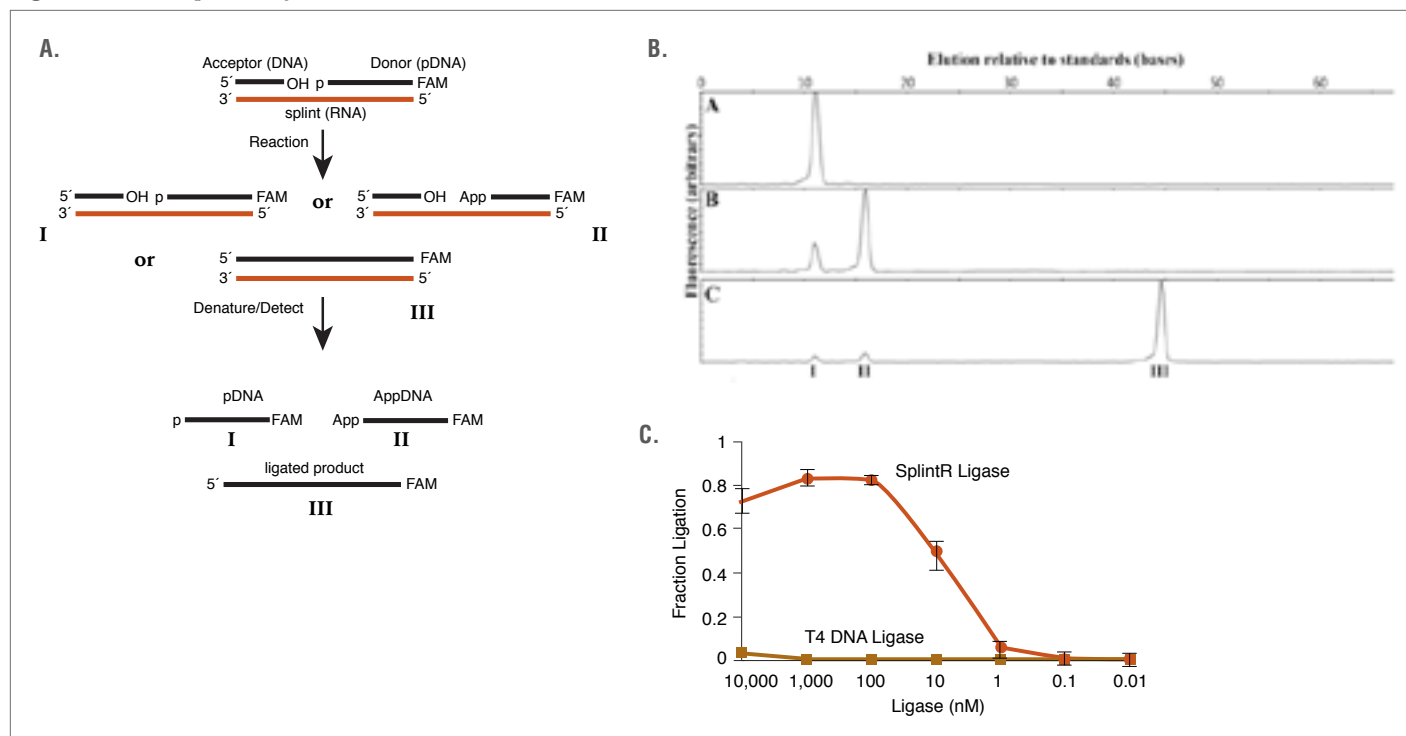 A.
Acceptor (DNA) Donor (pDNA)
5´ OH p FAM
3´ 5´
splint (RNA)
Reaction
5´ OH p FAM or 5´ OH App FAM
3´ 5´ 3´ 5´
I II
or 5´ FAM
3´ 5´
III
Denature/Detect
pDNA AppDNA
p FAM App FAM
I II
ligated product
5´ FAM
III
B.
Elution relative to standards (bases)
0 10 20 30 40 50 60
Fluorescence (arbitrary)
A
B
C
I II III
C.
1
0.8
0.6
0.4
0.2
0
Fraction Ligation
SplintR Ligase
T4 DNA Ligase
10,000 1,000 100 10 1 0.1 0.01
Ligase (nM)